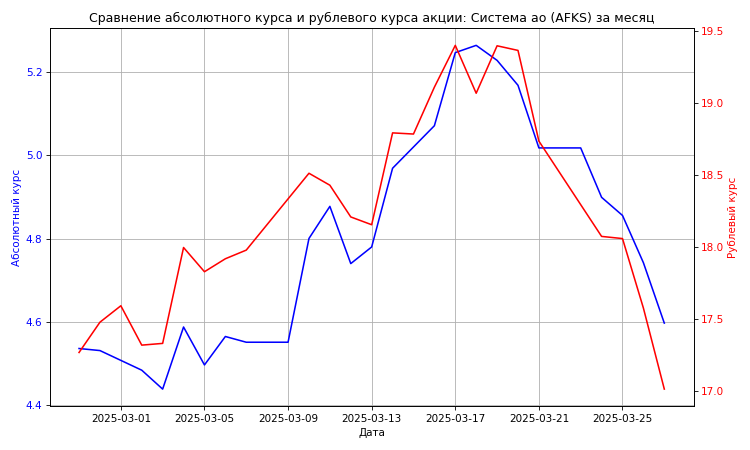 Сравнение абсолютного курса и рублевого курса акции: Система ао (AFKS) за месяц
5.2
5.0
4.8
4.6
4.4
Абсолютный курс
19.5
19.0
18.5
18.0
17.5
17.0
Рублевый курс
2025-03-01 2025-03-05 2025-03-09 2025-03-13 2025-03-17 2025-03-21 2025-03-25
Дата